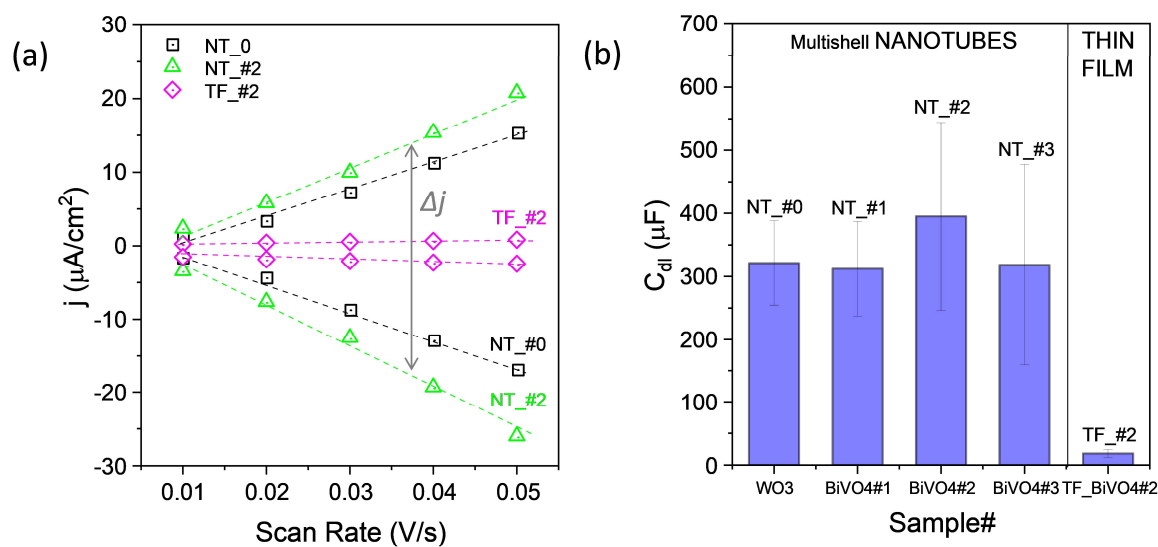 (a)
30
20
10
0
-10
-20
-30
j (µA/cm2)
NT_0
NT_#2
TF_#2
Δj
TF_#2
NT_#0
NT_#2
0.01 0.02 0.03 0.04 0.05
Scan Rate (V/s)
(b)
700
600
500
400
300
200
100
0
C_dl (µF)
Multishell NANOTUBES
THIN
FILM
NT_#0
NT_#1
NT_#2
NT_#3
TF_#2
WO3 BiVO4#1 BiVO4#2 BiVO4#3 TF_BiVO4#2
Sample#